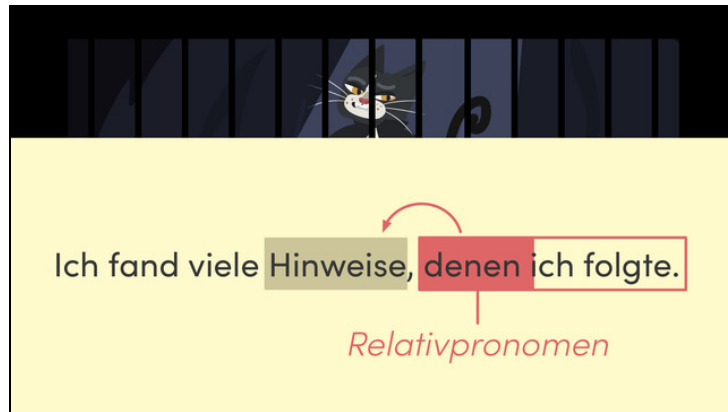 Ich fand viele Hinweise, denen ich folgte.
Relativpronomen